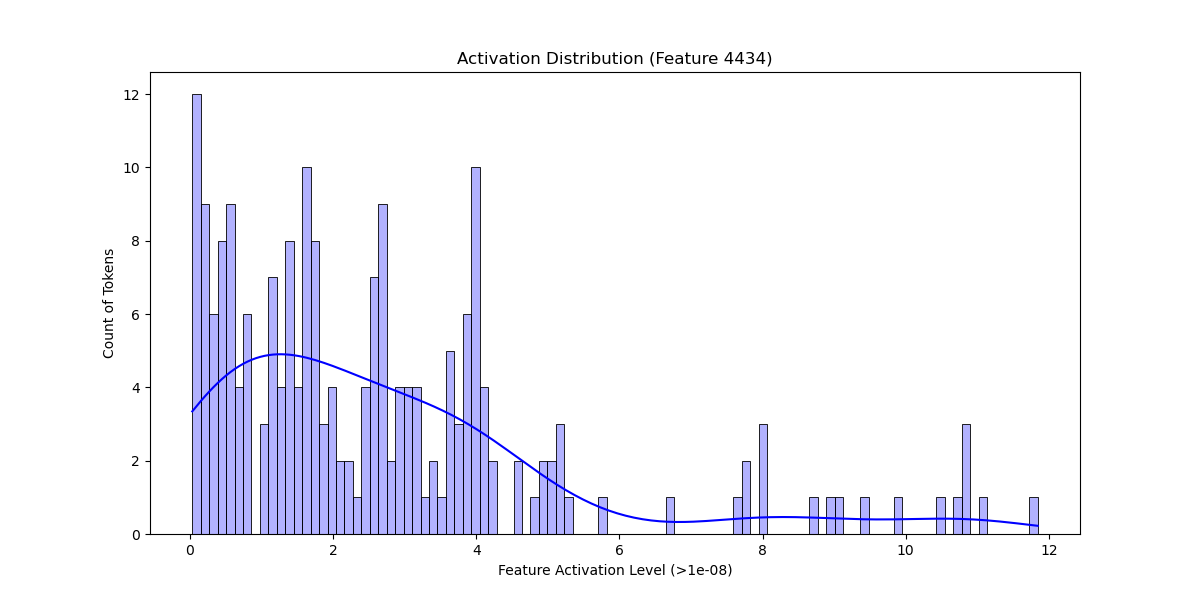 Activation Distribution (Feature 4434)
12
10
8
6
4
2
0
Count of Tokens
0 2 4 6 8 10 12
Feature Activation Level (>1e-08)